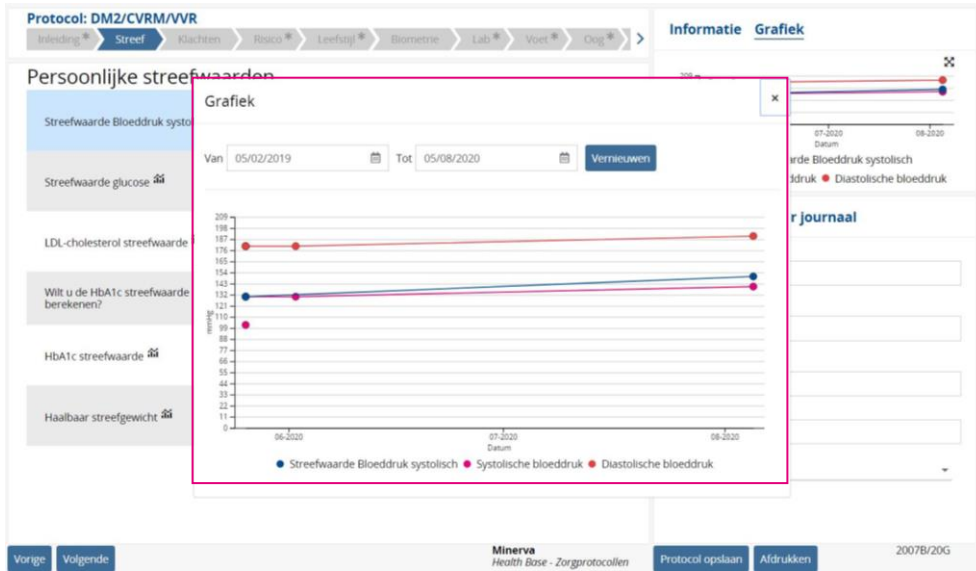 Protocol: DM2/CVRM/VVR
Inleiding * Streef Klachten Risico * Leefstijl * Biometrie Lab * Voet * Oog *
Informatie Grafiek
Persoonlijke streefwaarden
Streefwaarde Bloeddruk systo
Streefwaarde glucose
LDL-cholesterol streefwaarde
Wilt u de HbA1c streefwaarde
berekenen?
HbA1c streefwaarde
Haalbaar streefgewicht
Grafiek
×
Van 05/02/2019 Tot 05/08/2020 Vernieuwen
209
198
187
176
165
154
143
132
121
110
99
88
77
66
55
44
33
22
11
0
mmHg
06-2020 07-2020 08-2020
Datum
Streefwaarde Bloeddruk systolisch Systolische bloeddruk Diastolische bloeddruk
209
07-2020 08-2020
Datum
arde Bloeddruk systolisch
ddruk Diastolische bloeddruk
r journaal
Vorige Volgende
Minerva
Health Base - Zorgprotocollen
Protocol opslaan Afdrukken
2007B/20G